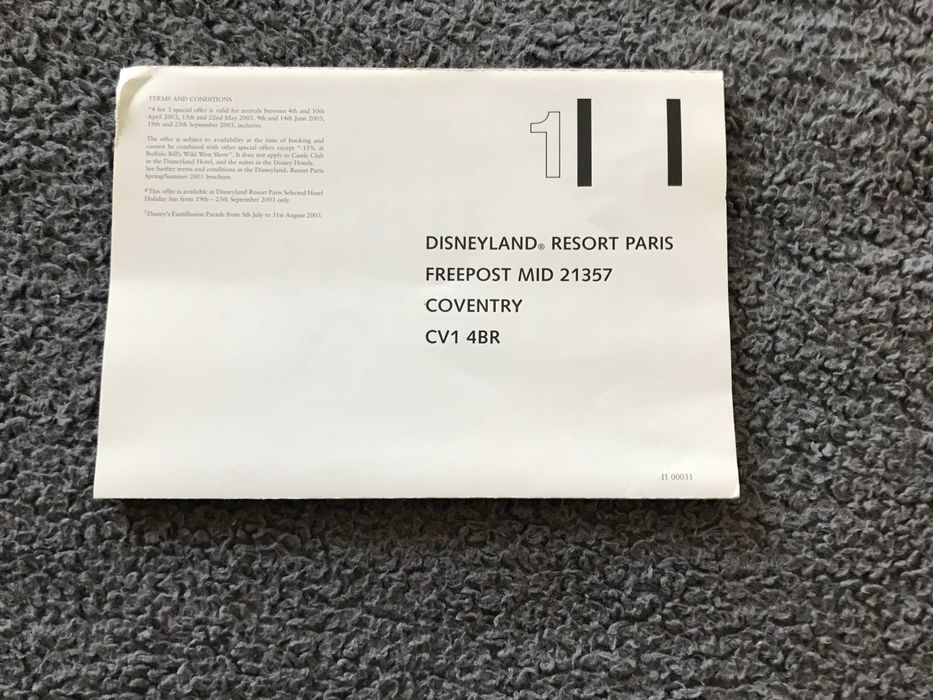 TERMS AND CONDITIONS
*4 for 3 special offer is valid for arrivals between 4th and 10th
April 2003, 15th and 22nd May 2003, 9th and 14th June 2003,
19th and 25th September 2003, inclusive.
The offer is subject to availability at the time of booking and
cannot be combined with other special offers except "-15% at
Buffalo Bill's Wild West Show". It does not apply to Castle Club
in the Disneyland Hotel, and the suites in the Disney Hotels.
See further terms and conditions in the Disneyland® Resort Paris
Spring/Summer 2003 brochure.
This offer is available in Disneyland Resort Paris Selected Hotel
Holiday Inn from 19th – 25th September 2003 only.
Disney's Fantillusion Parade from 5th July to 31st August 2003.
1
DISNEYLAND® RESORT PARIS
FREEPOST MID 21357
COVENTRY
CV1 4BR
I1 00031